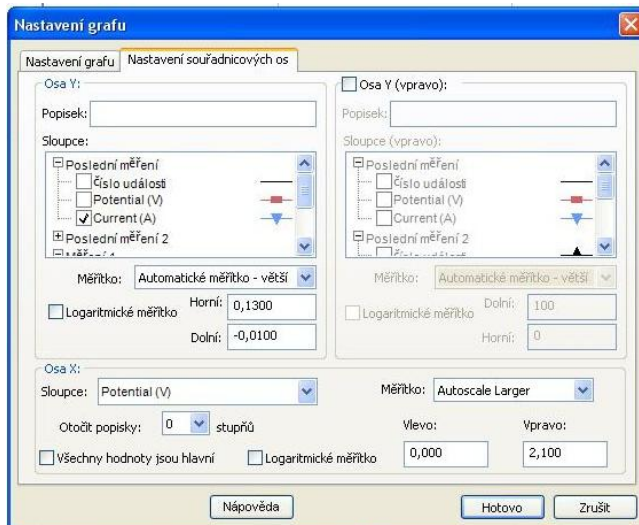 Nastavení grafu
Nastavení grafu Nastavení souřadnicových os
Osa Y:
Popisek:
Sloupce:
Poslední měření
číslo události
Potential (V)
Current (A)
Poslední měření 2
Měření 1
Měřítko: Automatické měřítko - větší
Logaritmické měřítko
Horní: 0,1300
Dolní: -0,0100
Osa Y (vpravo):
Popisek:
Sloupce (vpravo):
Poslední měření
číslo události
Potential (V)
Current (A)
Poslední měření 2
číslo události
Měřítko: Automatické měřítko - větší
Logaritmické měřítko
Dolní: 100
Horní: 0
Osa X:
Sloupce: Potential (V)
Měřítko: Autoscale Larger
Otočit popisky: 0 stupňů
Vlevo: Vpravo:
Všechny hodnoty jsou hlavní Logaritmické měřítko 0,000 2,100
Nápověda Hotovo Zrušit